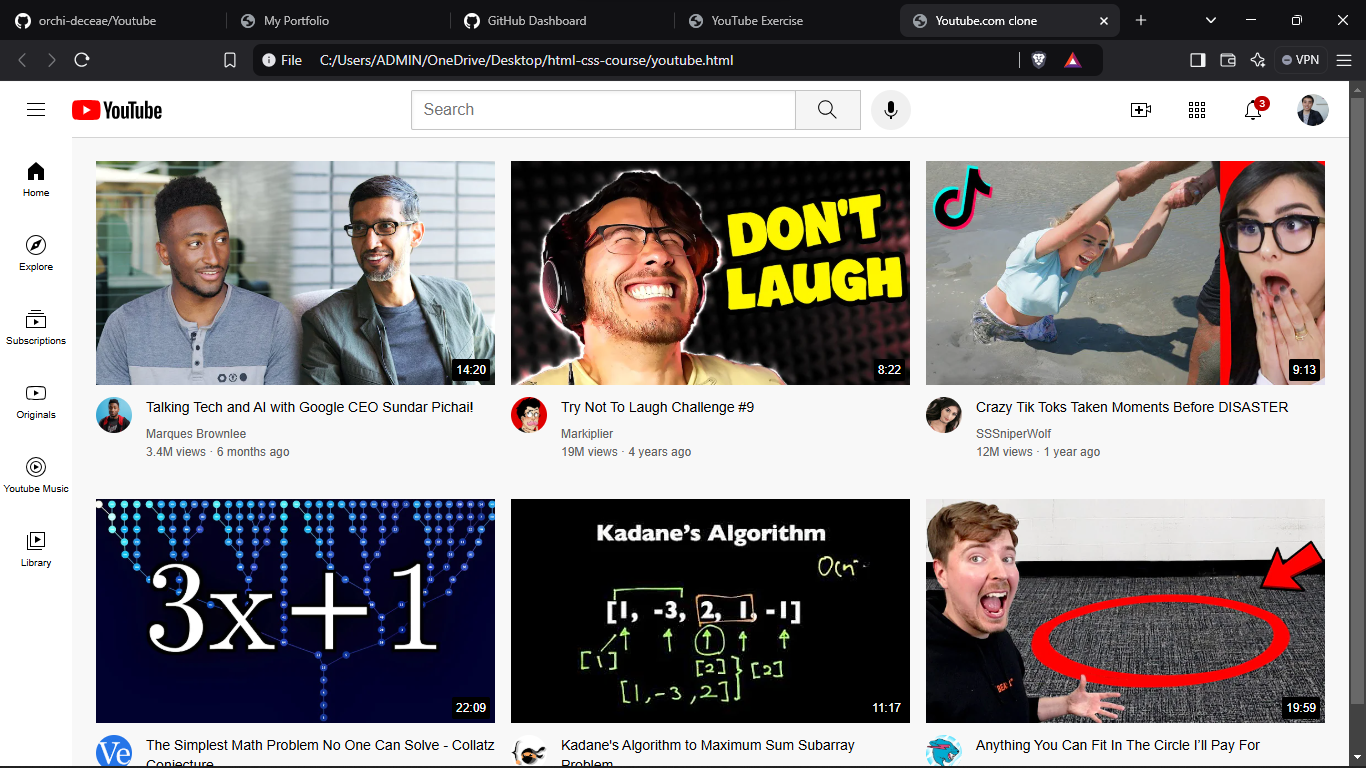 orchi-deceae/Youtube
My Portfolio
GitHub Dashboard
YouTube Exercise
Youtube.com clone
File
C:/Users/ADMIN/OneDrive/Desktop/html-css-course/youtube.html
VPN
YouTube
Search
3
Home
Explore
Subscriptions
Originals
Youtube Music
Library
14:20
Talking Tech and AI with Google CEO Sundar Pichai!
Marques Brownlee
3.4M views · 6 months ago
DON'T
LAUGH
8:22
Try Not To Laugh Challenge #9
Markiplier
19M views · 4 years ago
9:13
Crazy Tik Toks Taken Moments Before DISASTER
SSSniperWolf
12M views · 1 year ago
3x+1
22:09
Ve
The Simplest Math Problem No One Can Solve - Collatz
Conjecture
Kadane's Algorithm
[1, -3, 2, 1, -1]
[1]
[2]
[2]
[1,-3,2]
11:17
Kadane's Algorithm to Maximum Sum Subarray
Problem
19:59
Anything You Can Fit In The Circle I'll Pay For